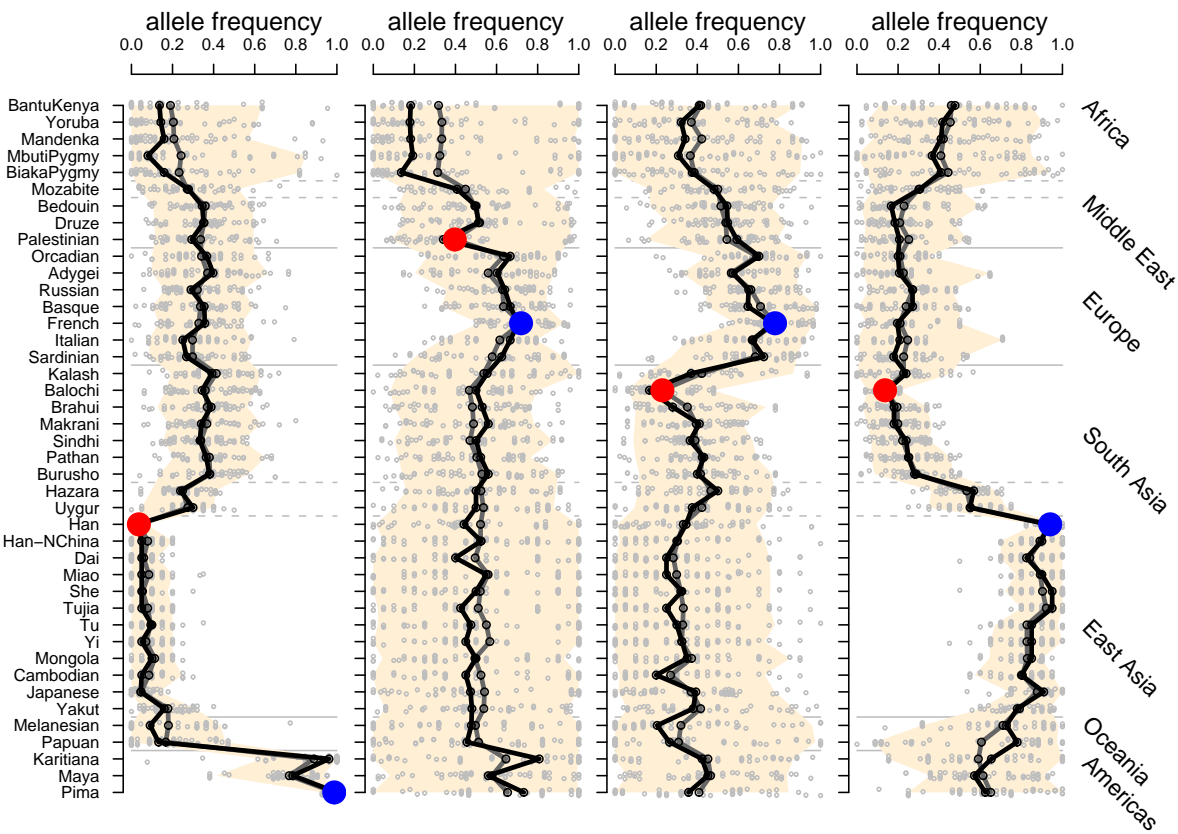 allele frequency allele frequency allele frequency allele frequency
0.0 0.2 0.4 0.6 0.8 1.0 0.0 0.2 0.4 0.6 0.8 1.0 0.0 0.2 0.4 0.6 0.8 1.0 0.0 0.2 0.4 0.6 0.8 1.0
BantuKenya
Yoruba
Mandenka
MbutiPygmy
BiakaPygmy
Mozabite
Bedouin
Druze
Palestinian
Orcadian
Adygei
Russian
Basque
French
Italian
Sardinian
Kalash
Balochi
Brahui
Makrani
Sindhi
Pathan
Burusho
Hazara
Uygur
Han
Han−NChina
Dai
Miao
She
Tujia
Tu
Yi
Mongola
Cambodian
Japanese
Yakut
Melanesian
Papuan
Karitiana
Maya
Pima
Africa
Middle East
Europe
South Asia
East Asia
Oceania
Americas